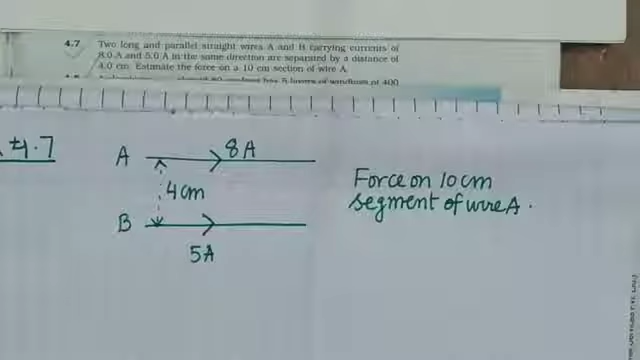 4.7 Two long and parallel straight wires A and B carrying currents of
8.0 A and 5.0 A in the same direction are separated by a distance of
4.0 cm. Estimate the force on a 10 cm section of wire A.
4.7
A 8A
4cm
B
5A
Force on 10cm
segment of wire A.